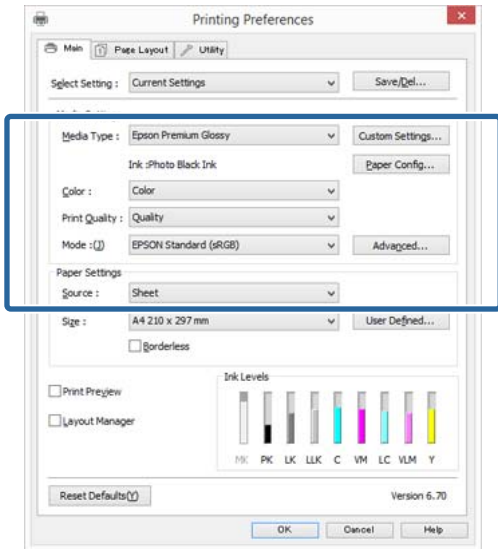 Printing Preferences
Main Page Layout Utility
Select Setting : Current Settings Save/Del...
Media Type : Epson Premium Glossy Custom Settings...
Ink :Photo Black Ink Paper Config...
Color : Color
Print Quality : Quality
Mode :(J) EPSON Standard (sRGB) Advanced...
Paper Settings
Source : Sheet
Size : A4 210 x 297 mm User Defined...
Borderless
Ink Levels
Print Preview
Layout Manager
MK PK LK LLK C VM LC VLM Y
Reset Defaults(Y) Version 6.70
OK Cancel Help